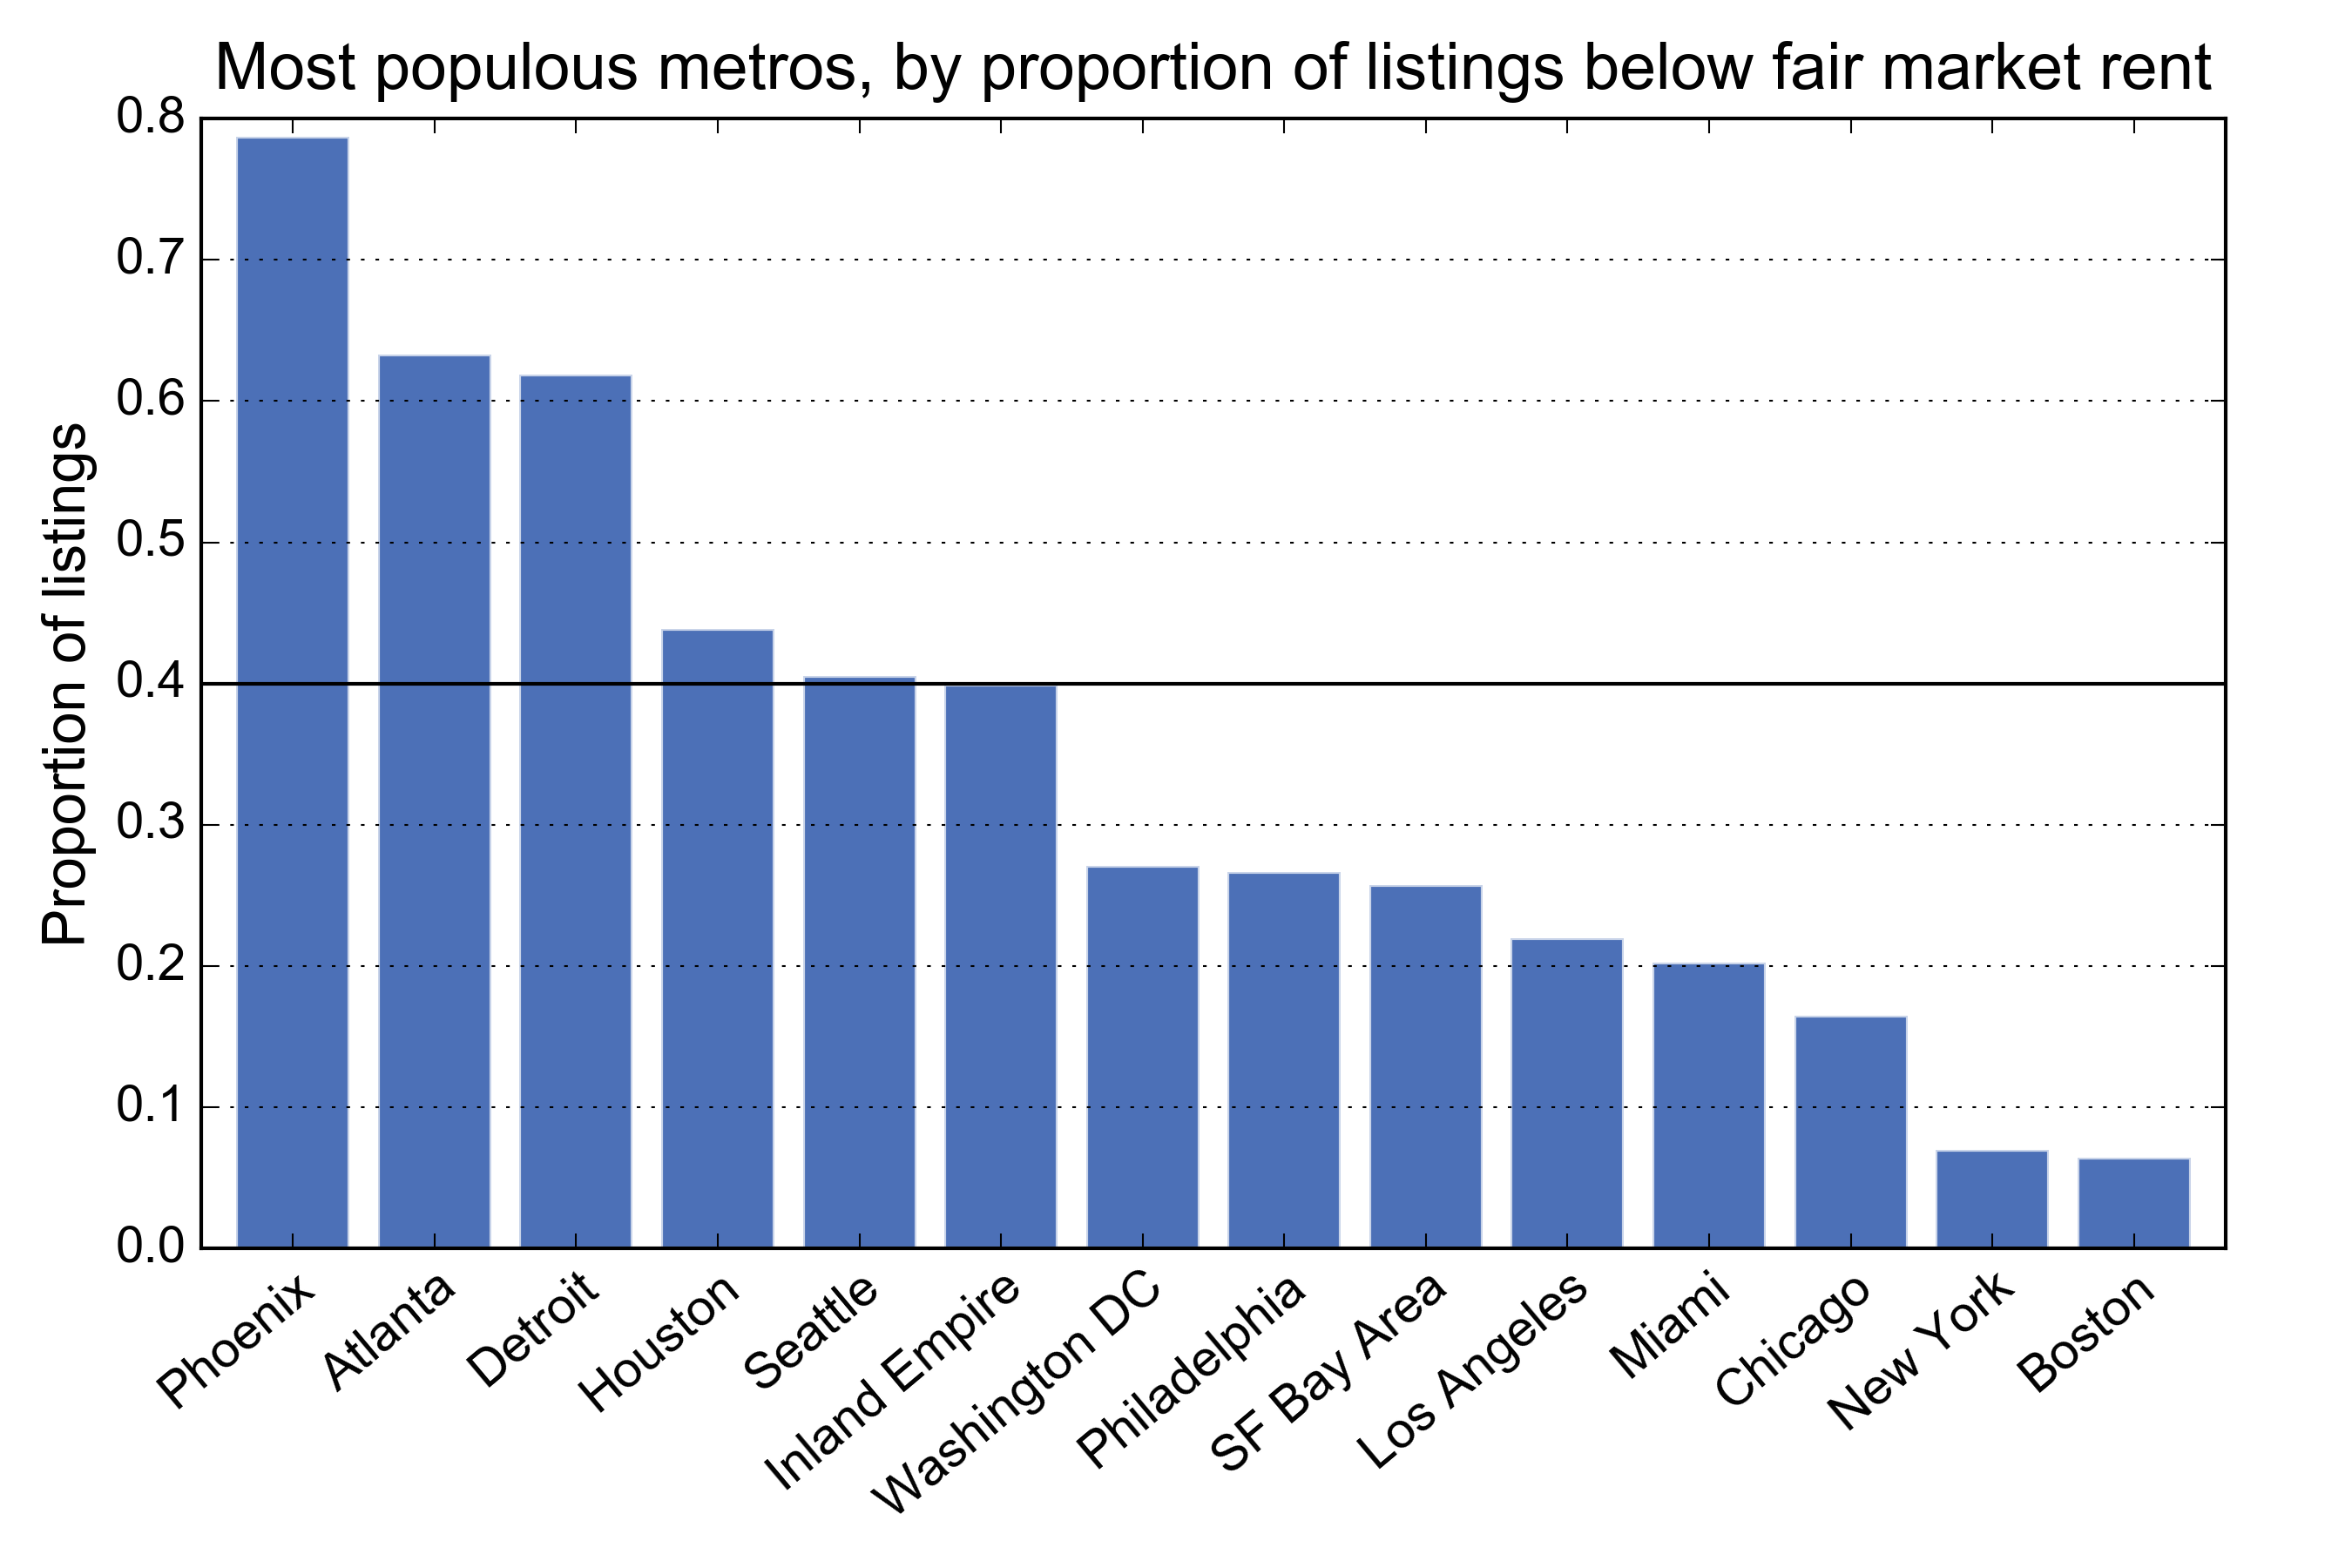 Most populous metros, by proportion of listings below fair market rent
Proportion of listings
0.8
0.7
0.6
0.5
0.4
0.3
0.2
0.1
0.0
Phoenix
Atlanta
Detroit
Houston
Seattle
Inland Empire
Washington DC
Philadelphia
SF Bay Area
Los Angeles
Miami
Chicago
New York
Boston